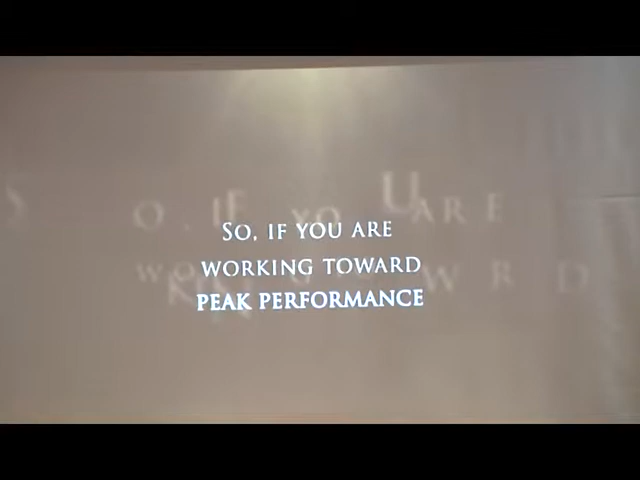 So, if you are
working toward
peak performance